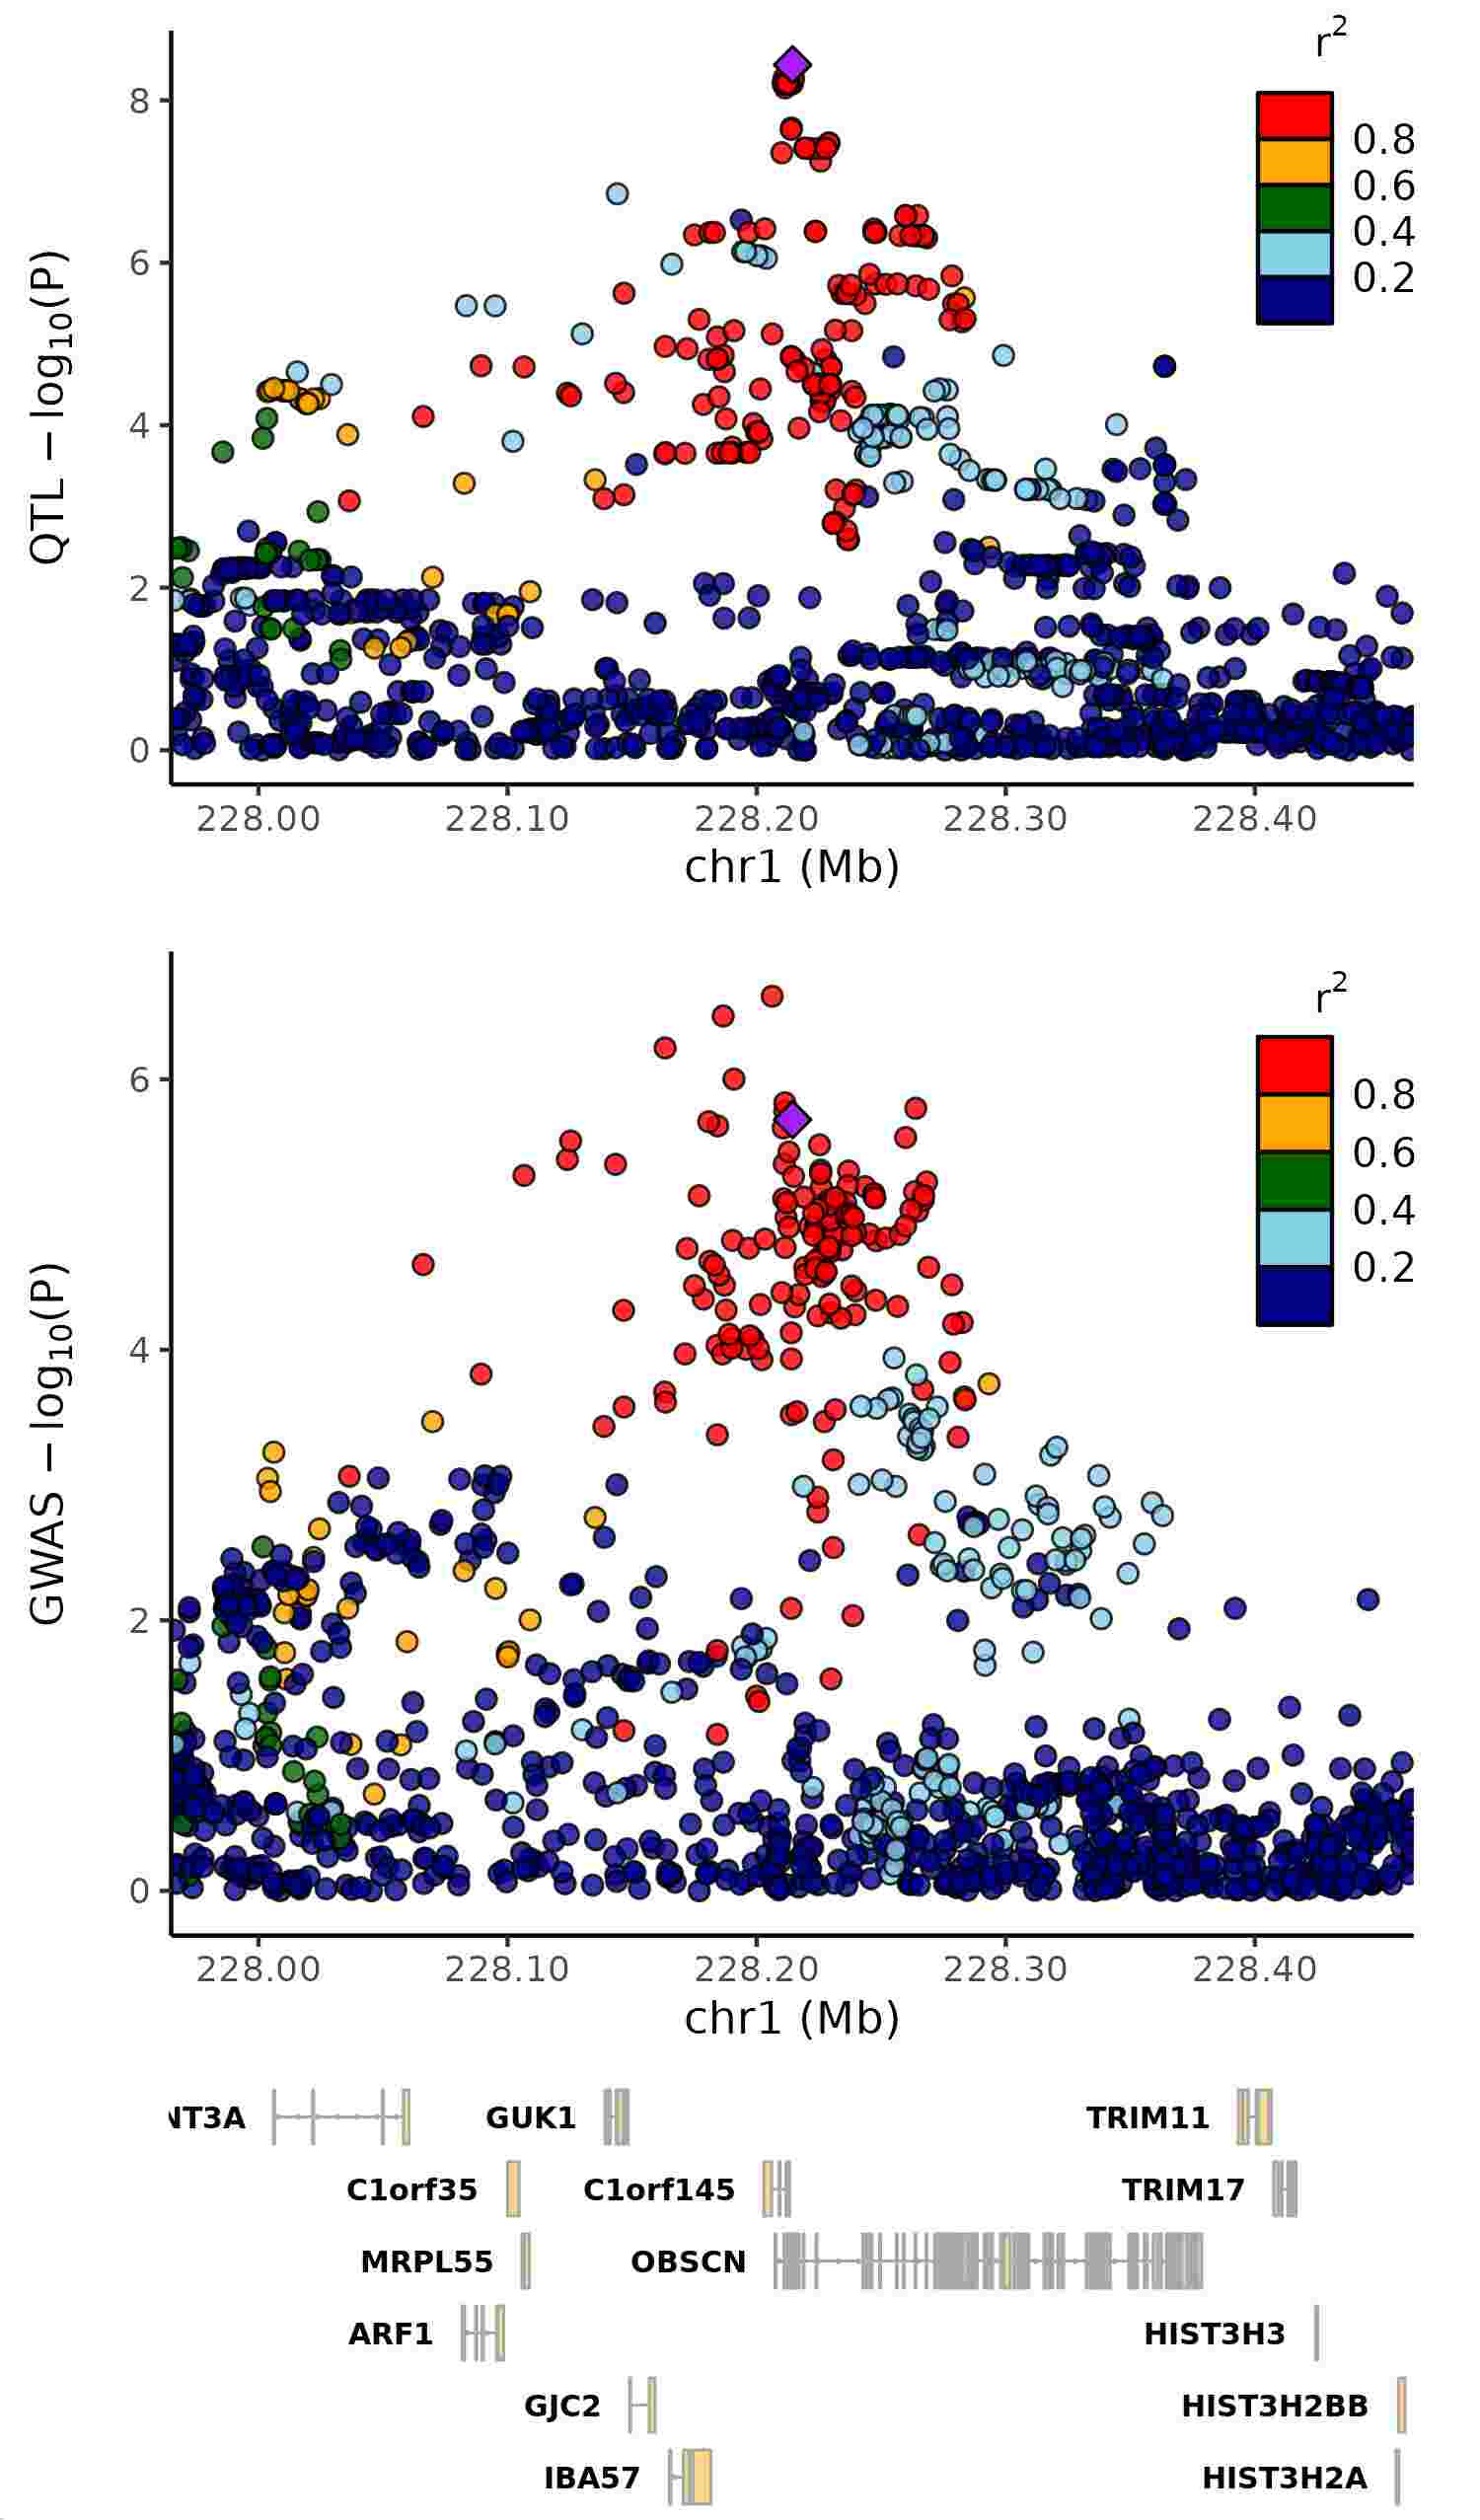 r²
8
6
4
2
0
0.8
0.6
0.4
0.2
QTL − log₁₀(P)
228.00 228.10 228.20 228.30 228.40
chr1 (Mb)
r²
6
4
2
0
0.8
0.6
0.4
0.2
GWAS − log₁₀(P)
228.00 228.10 228.20 228.30 228.40
chr1 (Mb)
NT3A GUK1 TRIM11
C1orf35 C1orf145 TRIM17
MRPL55 OBSCN
ARF1 HIST3H3
GJC2 HIST3H2BB
IBA57 HIST3H2A